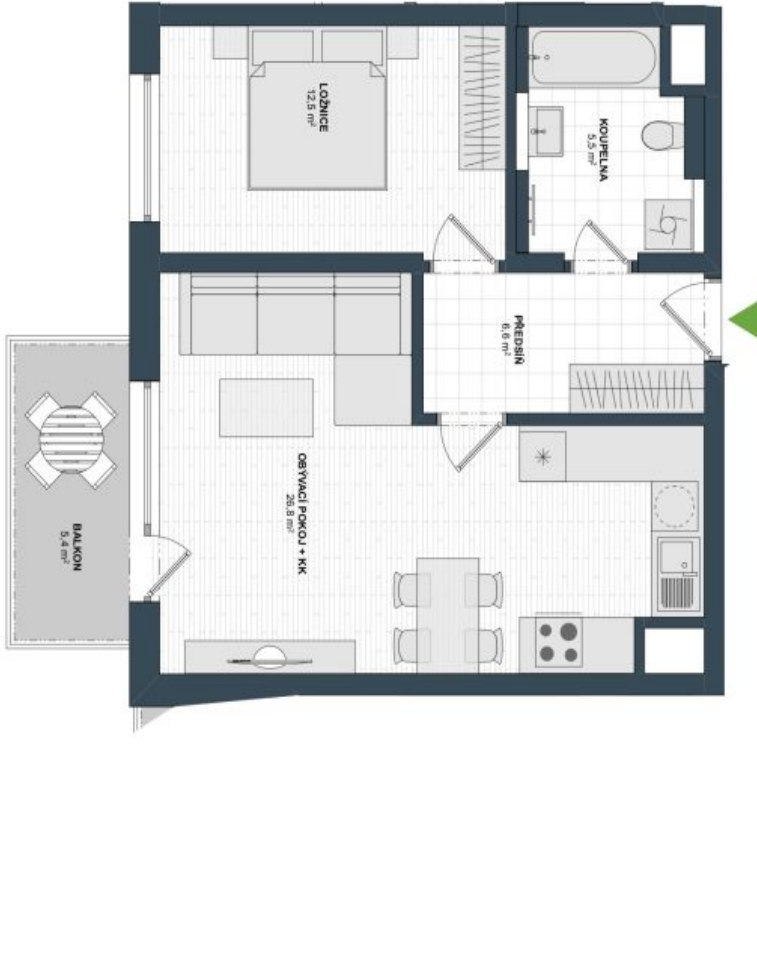 LOŽNICE
12,5 m²
KOUPELNA
5,5 m²
PŘEDSÍŇ
6,6 m²
OBÝVACÍ POKOJ + KK
26,8 m²
BALKON
5,4 m²